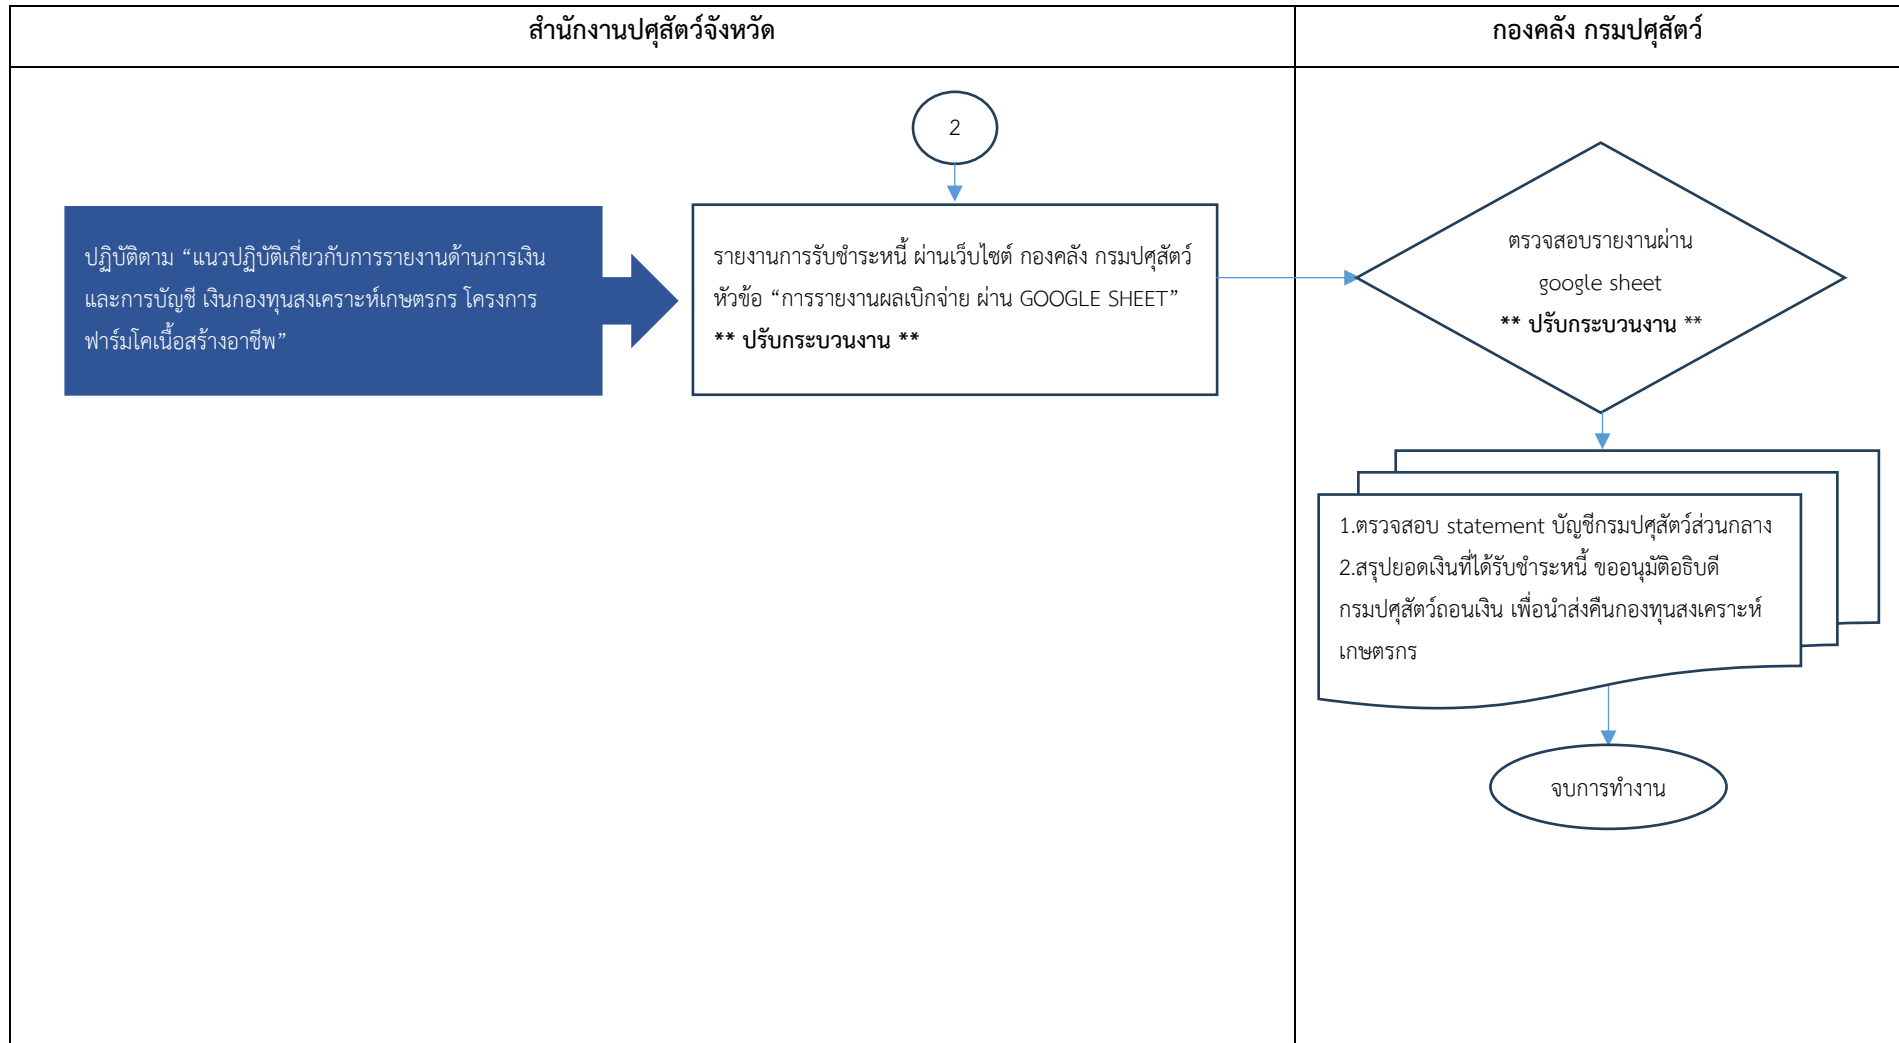 สำนักงานปศุสัตว์จังหวัด
กองคลัง กรมปศุสัตว์
2
ปฏิบัติตาม “แนวปฏิบัติเกี่ยวกับการรายงานด้านการเงิน
และการบัญชี เงินกองทุนสงเคราะห์เกษตรกร โครงการ
ฟาร์มโคเนื้อสร้างอาชีพ”
รายงานการรับชำระหนี้ ผ่านเว็บไซต์ กองคลัง กรมปศุสัตว์
หัวข้อ “การรายงานผลเบิกจ่าย ผ่าน GOOGLE SHEET”
** ปรับกระบวนงาน **
ตรวจสอบรายงานผ่าน
google sheet
** ปรับกระบวนงาน **
1.ตรวจสอบ statement บัญชีกรมปศุสัตว์ส่วนกลาง
2.สรุปยอดเงินที่ได้รับชำระหนี้ ขออนุมัติอธิบดี
กรมปศุสัตว์ถอนเงิน เพื่อนำส่งคืนกองทุนสงเคราะห์
เกษตรกร
จบการทำงาน